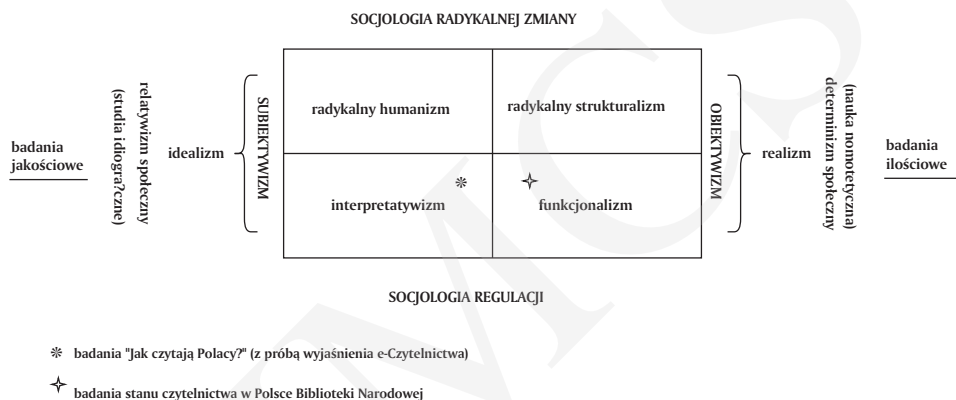 SOCJOLOGIA RADYKALNEJ ZMIANY
badania
jakościowe
relatywizm społeczny
(studia idiogra?czne)
idealizm
SUBIEKTYWIZM
radykalny humanizm
radykalny strukturalizm
interpretatywizm
funkcjonalizm
OBIEKTYWIZM
realizm
(nauka nomotetyczna)
determinizm społeczny
badania
ilościowe
SOCJOLOGIA REGULACJI
badania "Jak czytają Polacy?" (z próbą wyjaśnienia e-Czytelnictwa)
badania stanu czytelnictwa w Polsce Biblioteki Narodowej
UMCS